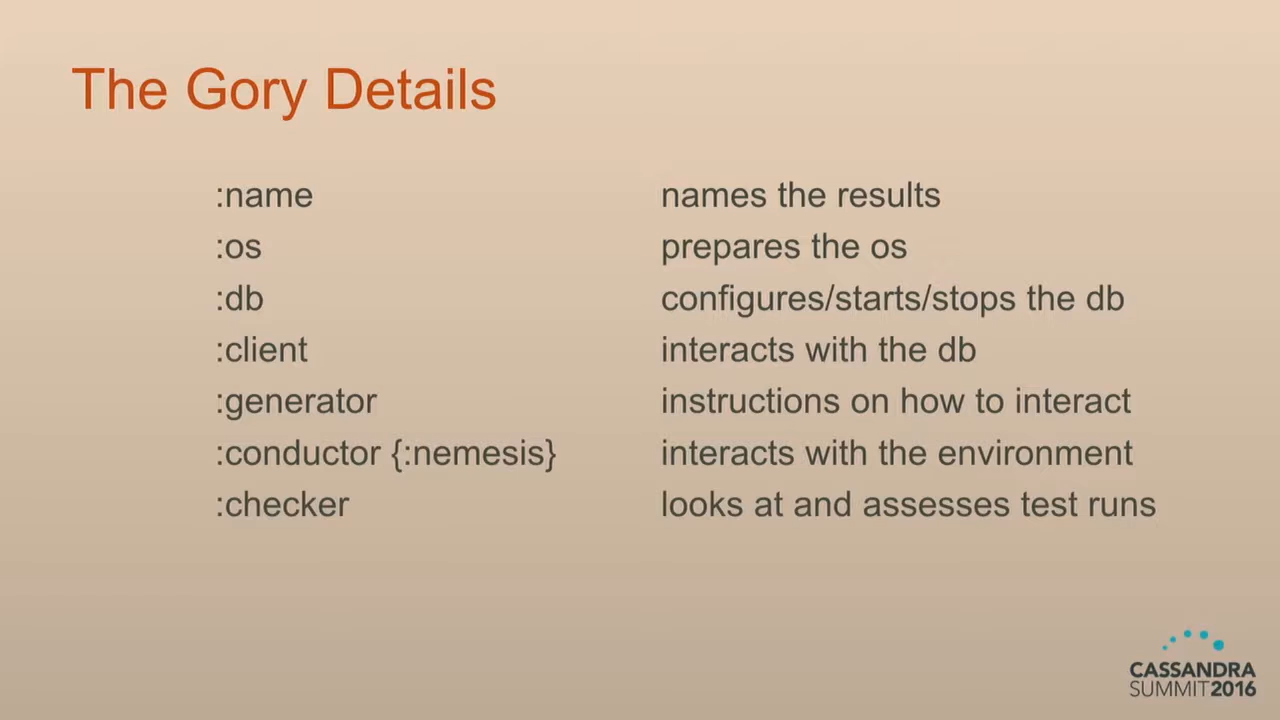 The Gory Details
:name names the results
:os prepares the os
:db configures/starts/stops the db
:client interacts with the db
:generator instructions on how to interact
:conductor {:nemesis} interacts with the environment
:checker looks at and assesses test runs
CASSANDRA
SUMMIT2016